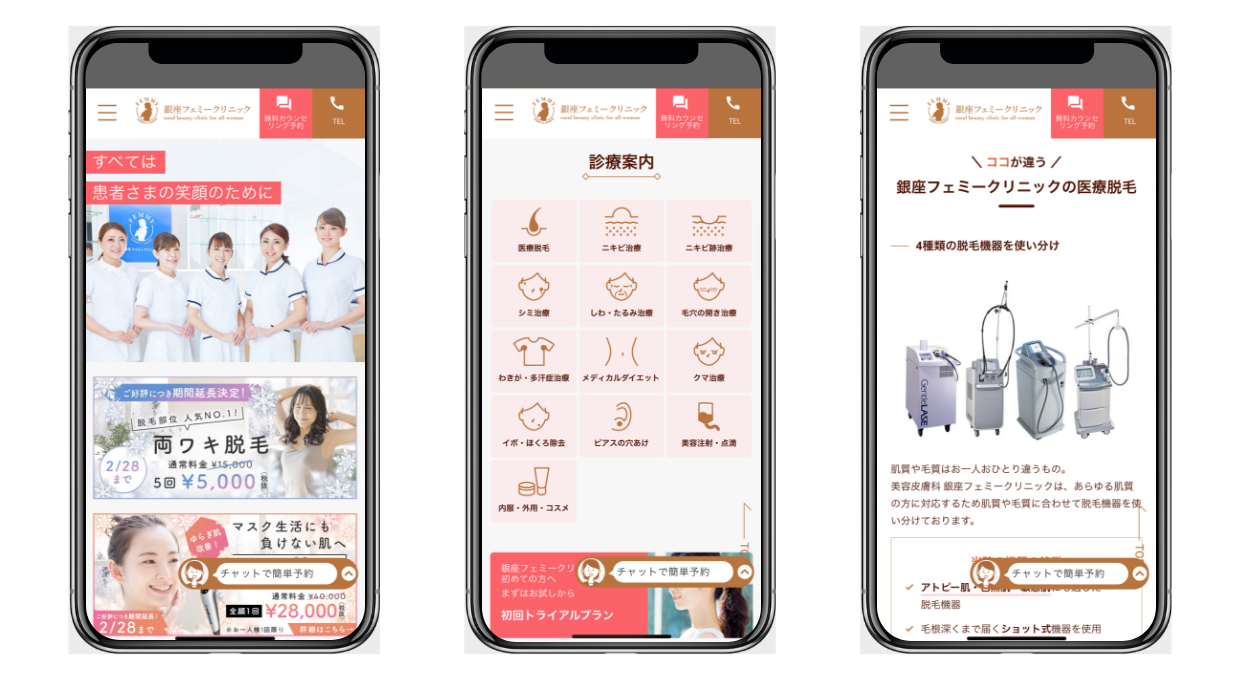 FEMMY
銀座フェミークリニック
total beauty clinic for all woman
無料カウンセ
リング予約
TEL
すべては
患者さまの笑顔のために
FEMMY
ご好評につき期間延長決定!
脱毛部位 人気NO.1!
両ワキ脱毛
2/28
まで
通常料金 ¥15,000
5回 ¥5,000 (税抜)
ゆらぎ肌
改善!
マスク生活にも
負けない肌へ
チャットで簡単予約
通常料金 ¥40,000
全顔1回 ¥28,000 (税抜)
ご好評につき期間延長!
2/28まで
※お一人様1回限り
詳細はこちら
FEMMY
銀座フェミークリニック
total beauty clinic for all woman
無料カウンセ
リング予約
TEL
診療案内
医療脱毛
ニキビ治療
ニキビ跡治療
シミ治療
しわ・たるみ治療
毛穴の開き治療
わきが・多汗症治療
メディカルダイエット
クマ治療
イボ・ほくろ除去
ピアスの穴あけ
美容注射・点滴
内服・外用・コスメ
銀座フェミークリ
初めての方へ
まずはお試しから
初回トライアルプラン
チャットで簡単予約
FEMMY
銀座フェミークリニック
total beauty clinic for all woman
無料カウンセ
リング予約
TEL
\ ココが違う /
銀座フェミークリニックの医療脱毛
4種類の脱毛機器を使い分け
GentleLASE
肌質や毛質はお一人おひとり違うもの。
美容皮膚科 銀座フェミークリニックは、あらゆる肌質
の方に対応するため肌質や毛質に合わせて脱毛機器を使
い分けております。
チャットで簡単予約
アトピー肌・
脱毛機器
毛根深くまで届くショット式機器を使用